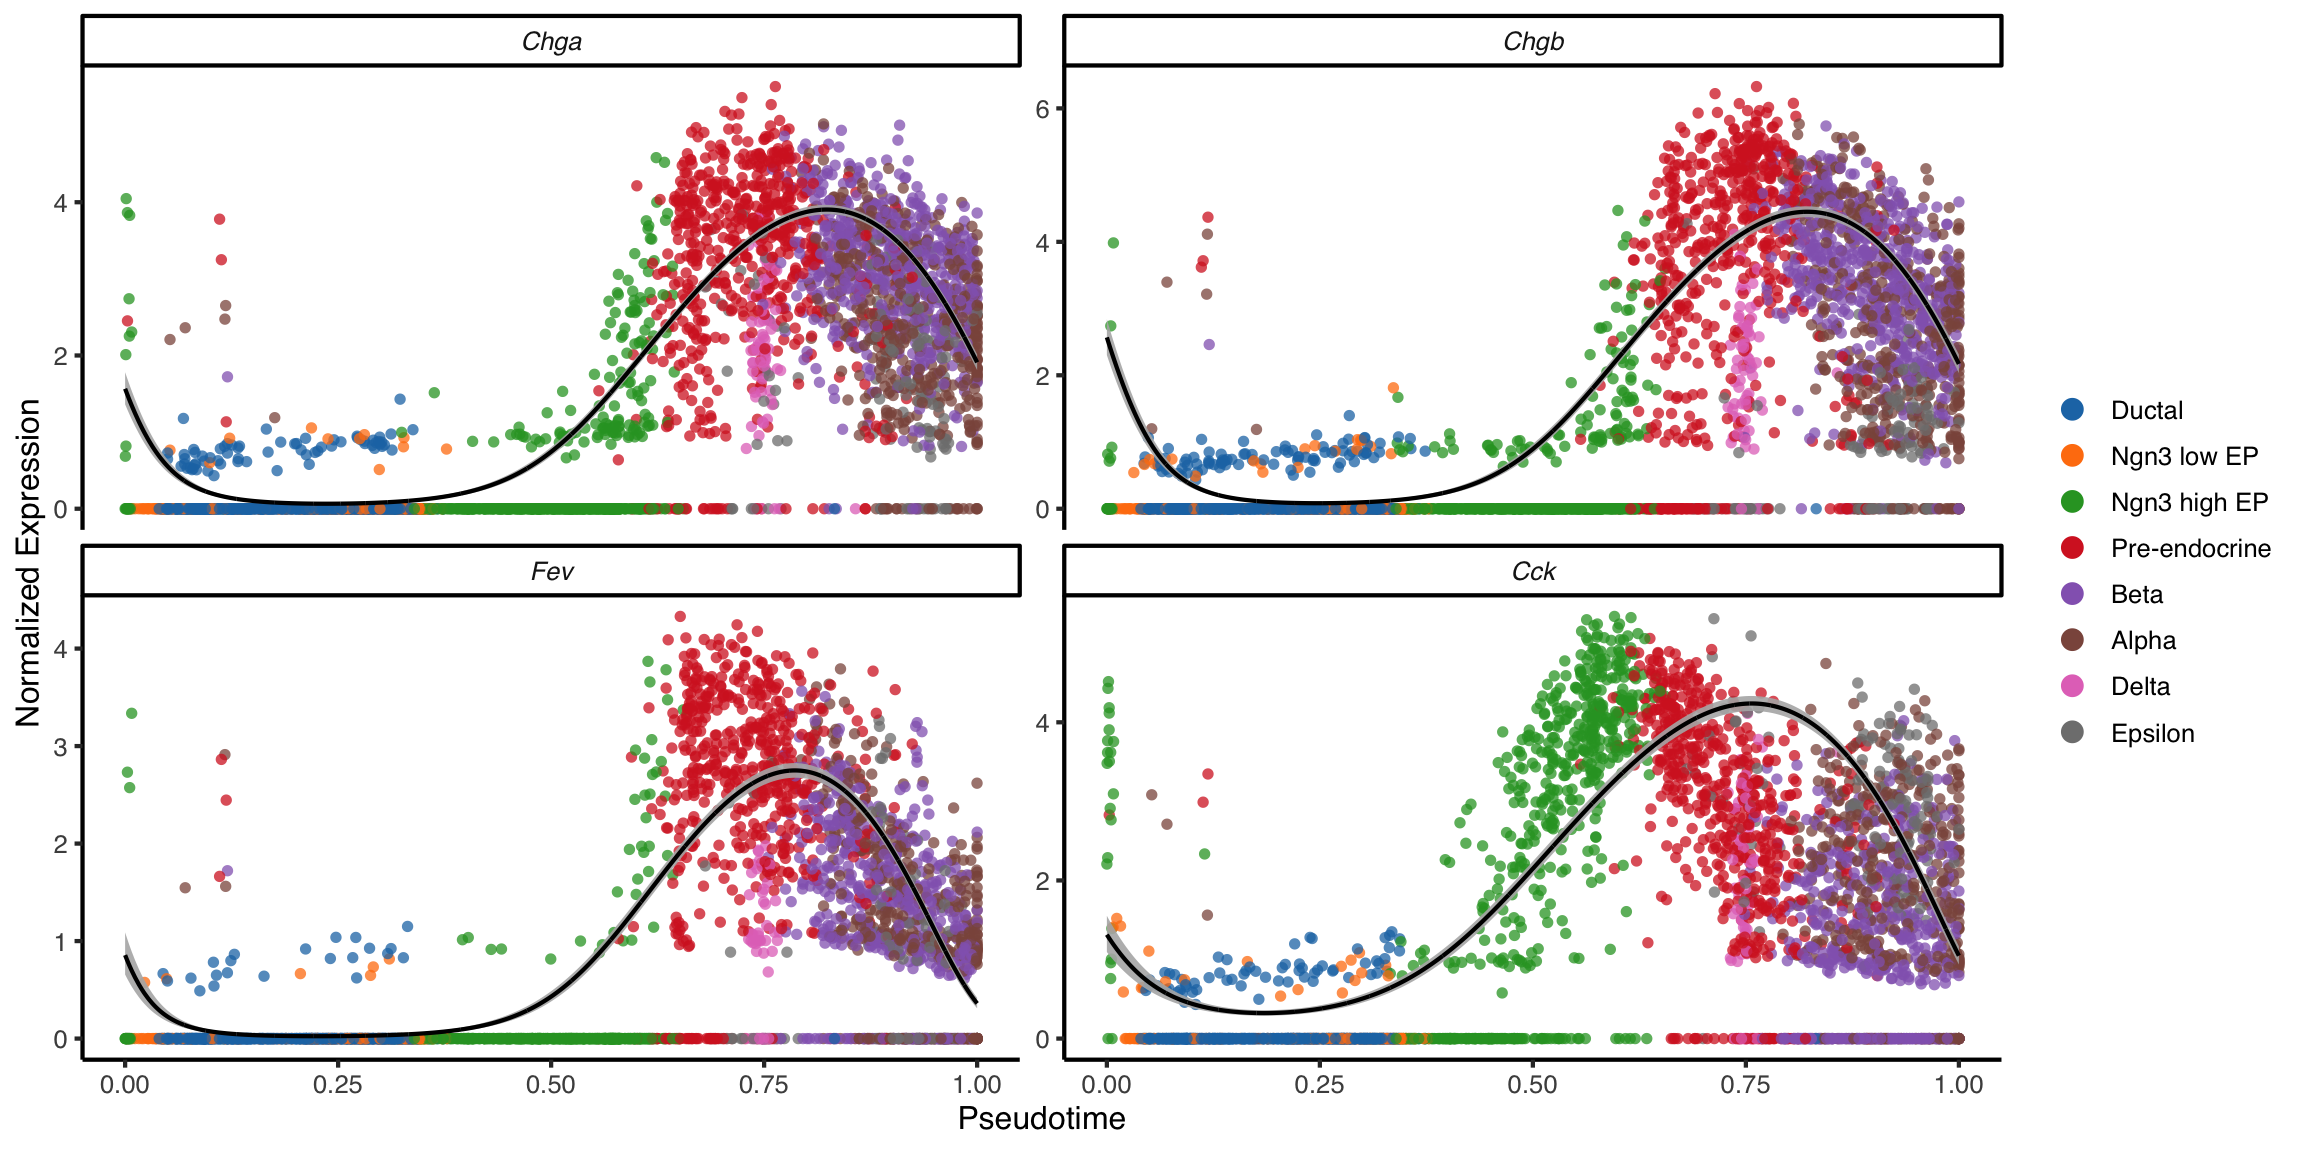 Chga
Chgb
4
2
0
6
4
2
0
Fev
Cck
4
3
2
1
0
4
2
0
0.00 0.25 0.50 0.75 1.00
0.00 0.25 0.50 0.75 1.00
Pseudotime
Normalized Expression
Ductal
Ngn3 low EP
Ngn3 high EP
Pre-endocrine
Beta
Alpha
Delta
Epsilon